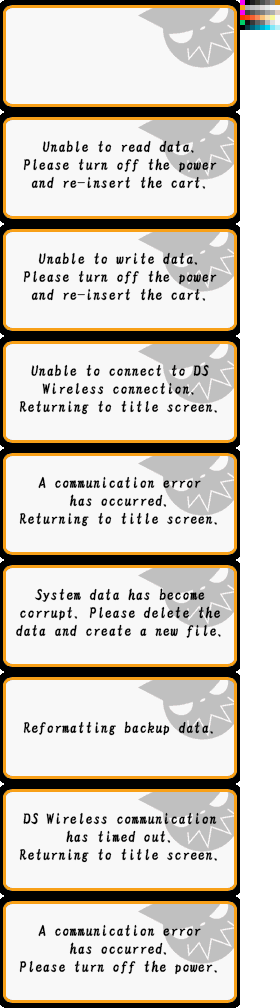 Unable to read data.
Please turn off the power
and re-insert the cart.
Unable to write data.
Please turn off the power
and re-insert the cart.
Unable to connect to DS
Wireless connection.
Returning to title screen.
A communication error
has occurred.
Returning to title screen.
System data has become
corrupt. Please delete the
data and create a new file.
Reformatting backup data.
DS Wireless communication
has timed out.
Returning to title screen.
A communication error
has occurred.
Please turn off the power.